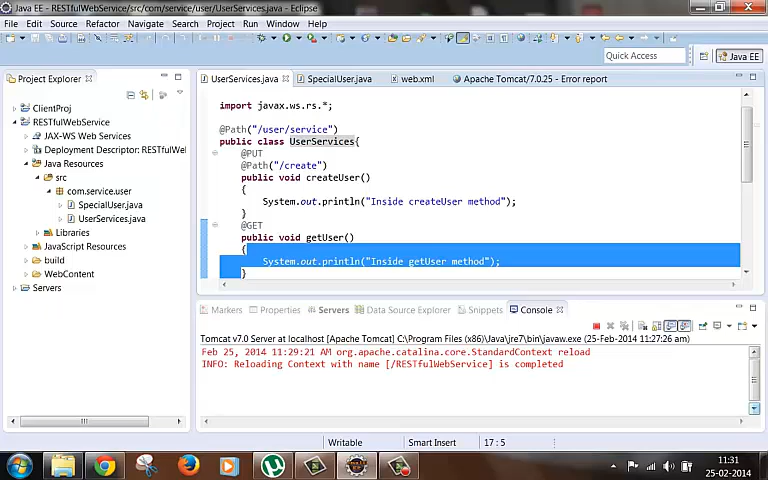 Java EE - RESTfulWebService/src/com/service/user/UserServices.java - Eclipse
File Edit Source Refactor Navigate Search Project Run Window Help
Quick Access
Java EE
Project Explorer
UserServices.java
SpecialUser.java
web.xml
Apache Tomcat/7.0.25 - Error report
ClientProj
RESTfulWebService
JAX-WS Web Services
Deployment Descriptor: RESTfulWel
Java Resources
src
com.service.user
SpecialUser.java
UserServices.java
Libraries
JavaScript Resources
build
WebContent
Servers
import javax.ws.rs.*;
@Path("/user/service")
public class UserServices{
@PUT
@Path("/create")
public void createUser()
{
System.out.println("Inside createUser method");
}
@GET
public void getUser()
{
System.out.println("Inside getUser method");
}
Markers Properties Servers Data Source Explorer Snippets Console
Tomcat v7.0 Server at localhost [Apache Tomcat] C:\Program Files (x86)\Java\jre7\bin\javaw.exe (25-Feb-2014 11:27:26 am)
Feb 25, 2014 11:29:21 AM org.apache.catalina.core.StandardContext reload
INFO: Reloading Context with name [/RESTfulWebService] is completed
Writable
Smart Insert
17 : 5
11:31
25-02-2014